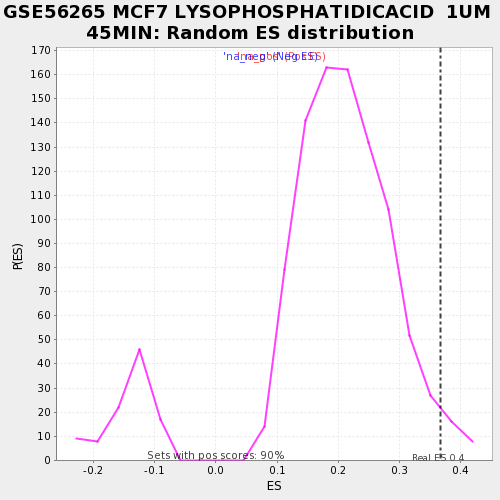 GSE56265 MCF7 LYSOPHOSPHATIDICACID 1UM
45MIN: Random ES distribution
170
160
150
140
130
120
110
100
90
80
70
60
50
40
30
20
10
0
P(ES)
Sets with pos scores: 90%
Real ES 0.4
-0.2 -0.1 0.0 0.1 0.2 0.3 0.4
ES